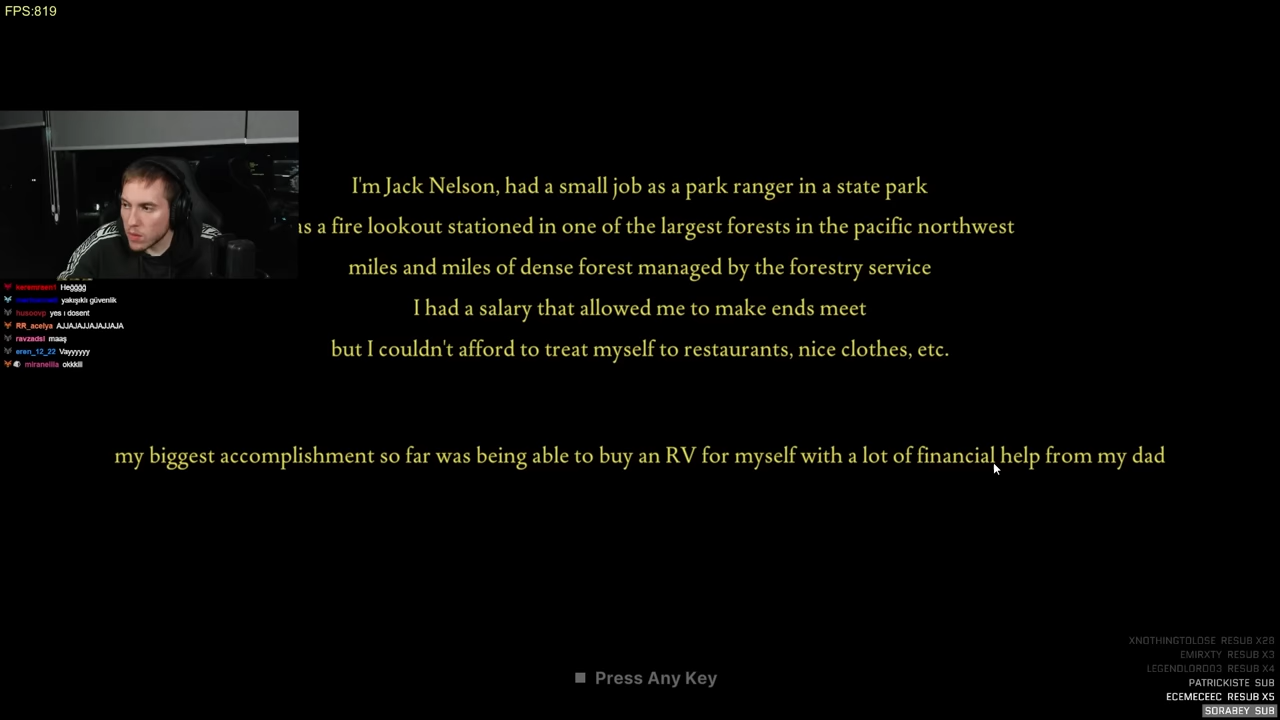 FPS:819
I'm Jack Nelson, had a small job as a park ranger in a state park
as a fire lookout stationed in one of the largest forests in the pacific northwest
miles and miles of dense forest managed by the forestry service
I had a salary that allowed me to make ends meet
but I couldn't afford to treat myself to restaurants, nice clothes, etc.
my biggest accomplishment so far was being able to buy an RV for myself with a lot of financial help from my dad
Heğğğğ
yakışıklı güvenlik
husoovp yes ı dosent
RR_acelya AJJAJAJJAJAJJAJA
ravzadsl maaş
eren_12_22 Vayyyyyy
miranelila okkkiii
Press Any Key
XNOTHINGTOLOSE RESUB X28
EMIRXTY RESUB X3
LEGENDLORD03 RESUB X4
PATRICKISTE SUB
ECEMECEEC RESUB X5
SORABEY SUB